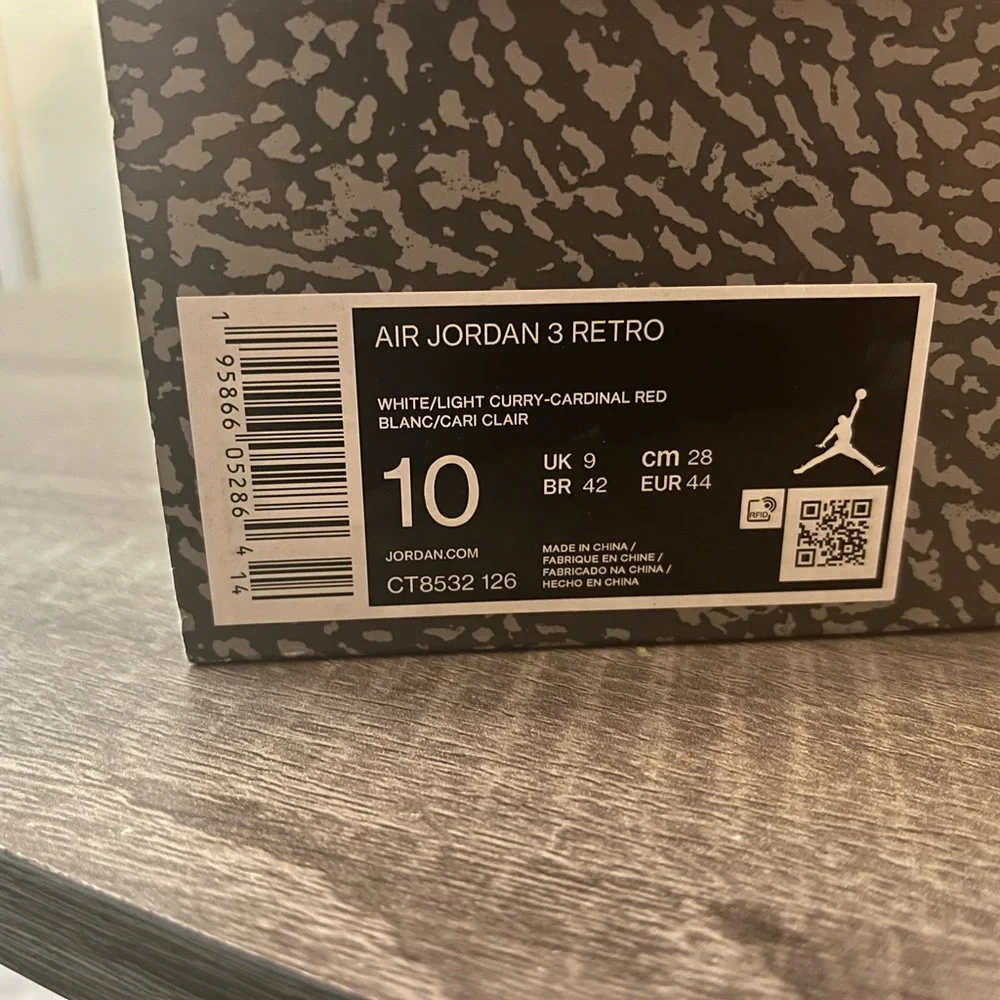 AIR JORDAN 3 RETRO
WHITE/LIGHT CURRY-CARDINAL RED
BLANC/CARI CLAIR
10
UK 9 cm 28
BR 42 EUR 44
JORDAN.COM
CT8532 126
MADE IN CHINA /
FABRIQUE EN CHINE /
FABRICADO NA CHINA /
HECHO EN CHINA
RFID
1 95866 05286 4 14